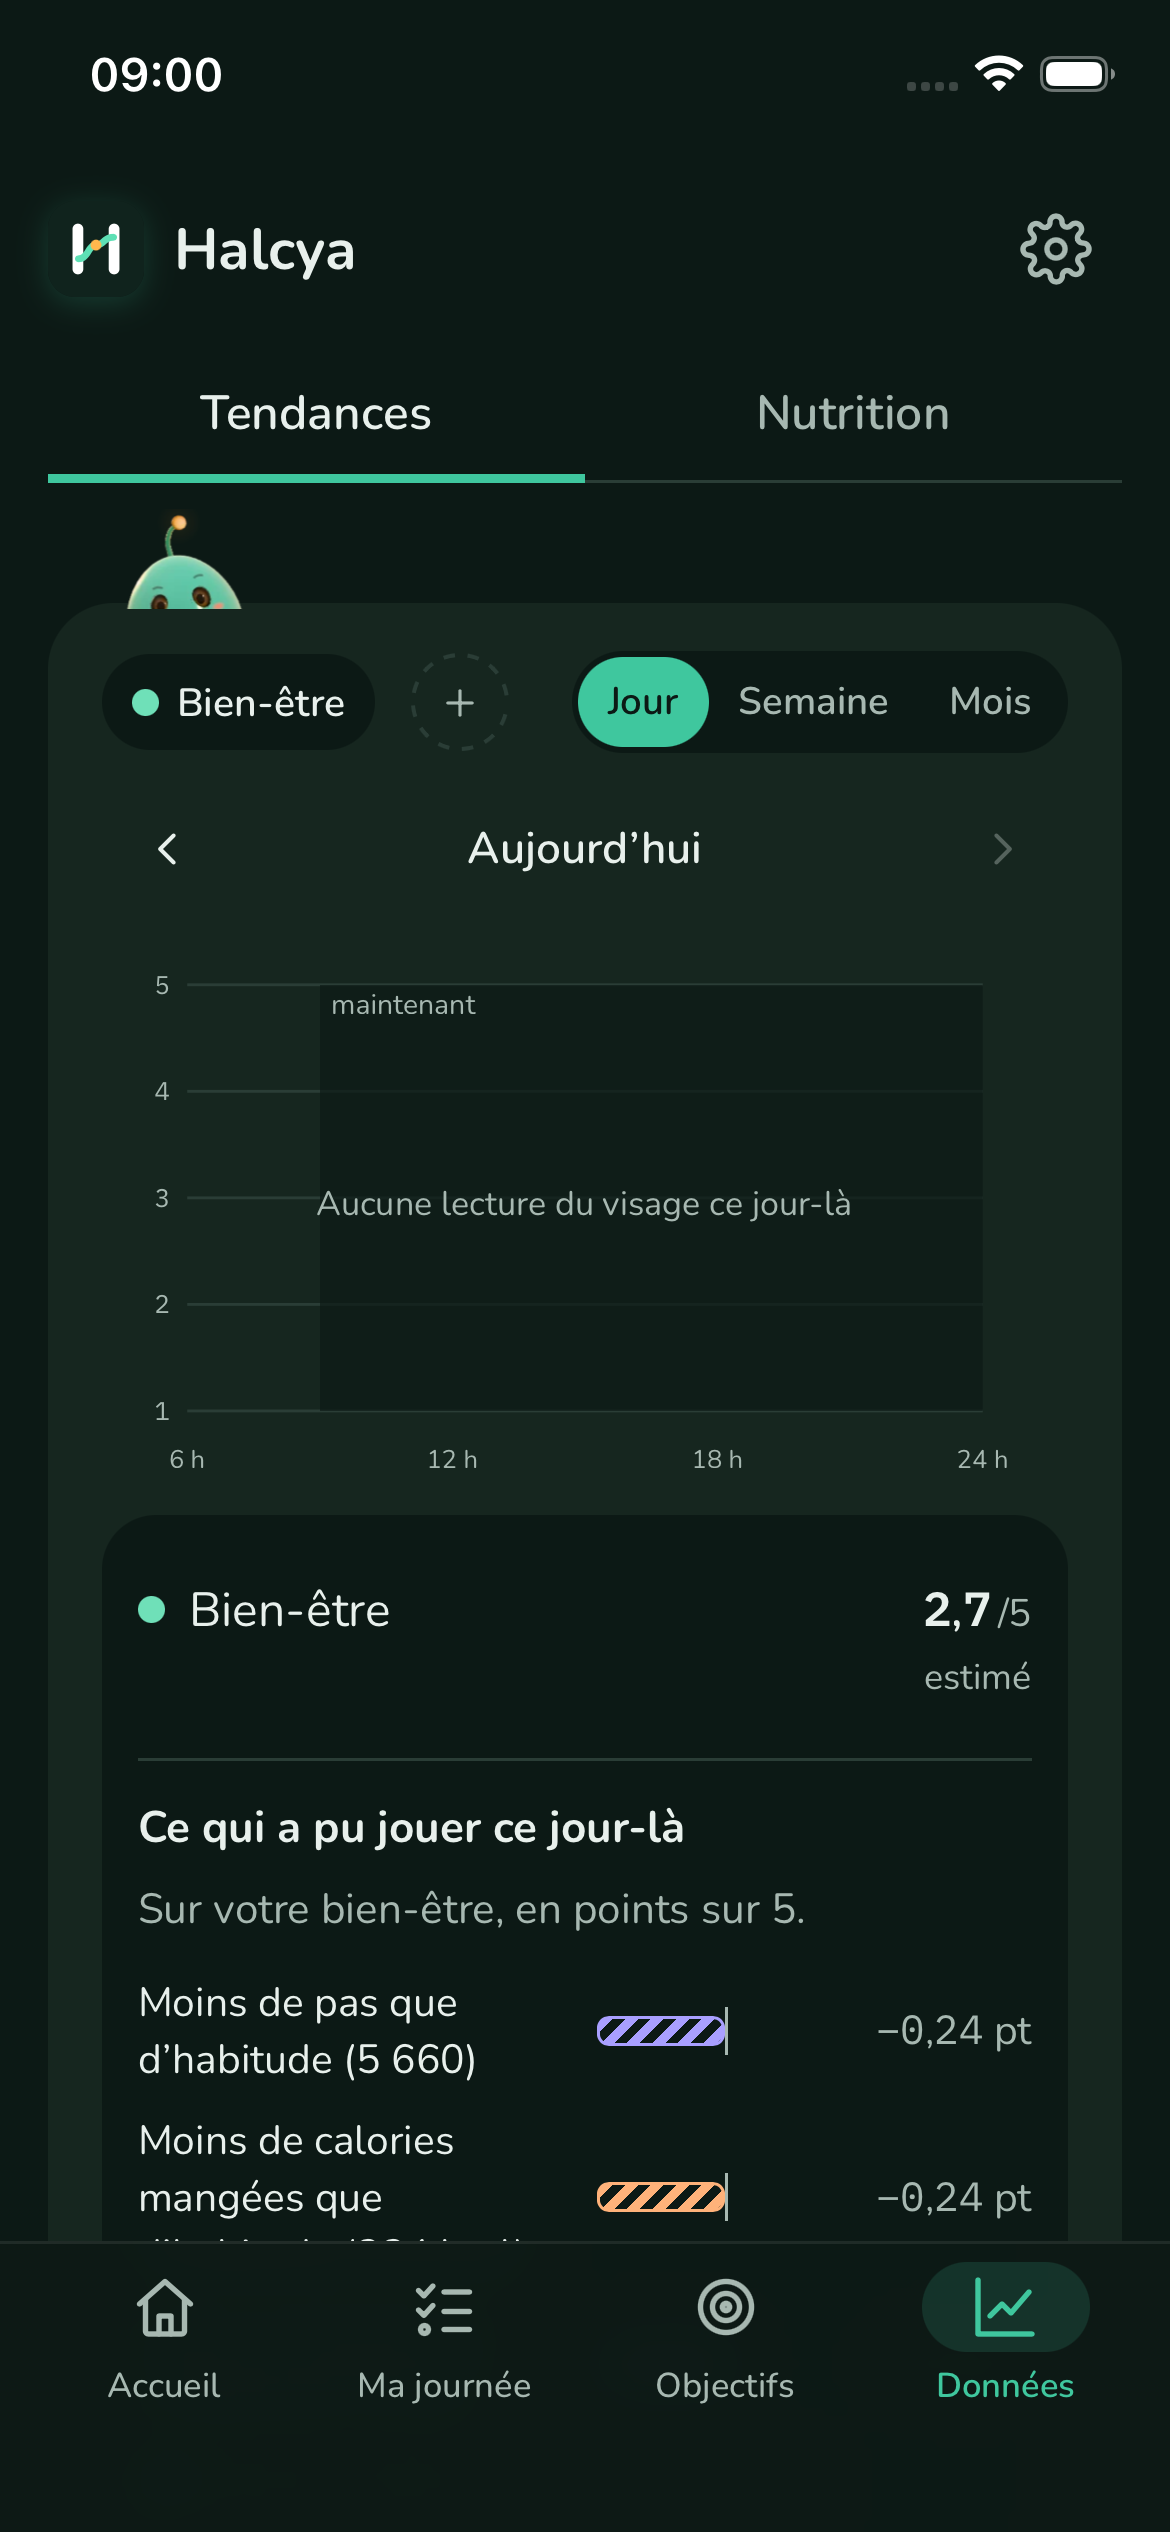 09:00
Halcya
Tendances
Nutrition
Bien-être
Jour
Semaine
Mois
Aujourd’hui
5
maintenant
4
3
Aucune lecture du visage ce jour-là
2
1
6 h
12 h
18 h
24 h
Bien-être
2,7 /5
estimé
Ce qui a pu jouer ce jour-là
Sur votre bien-être, en points sur 5.
Moins de pas que
d’habitude (5 660)
−0,24 pt
Moins de calories
mangées que
−0,24 pt
Accueil
Ma journée
Objectifs
Données